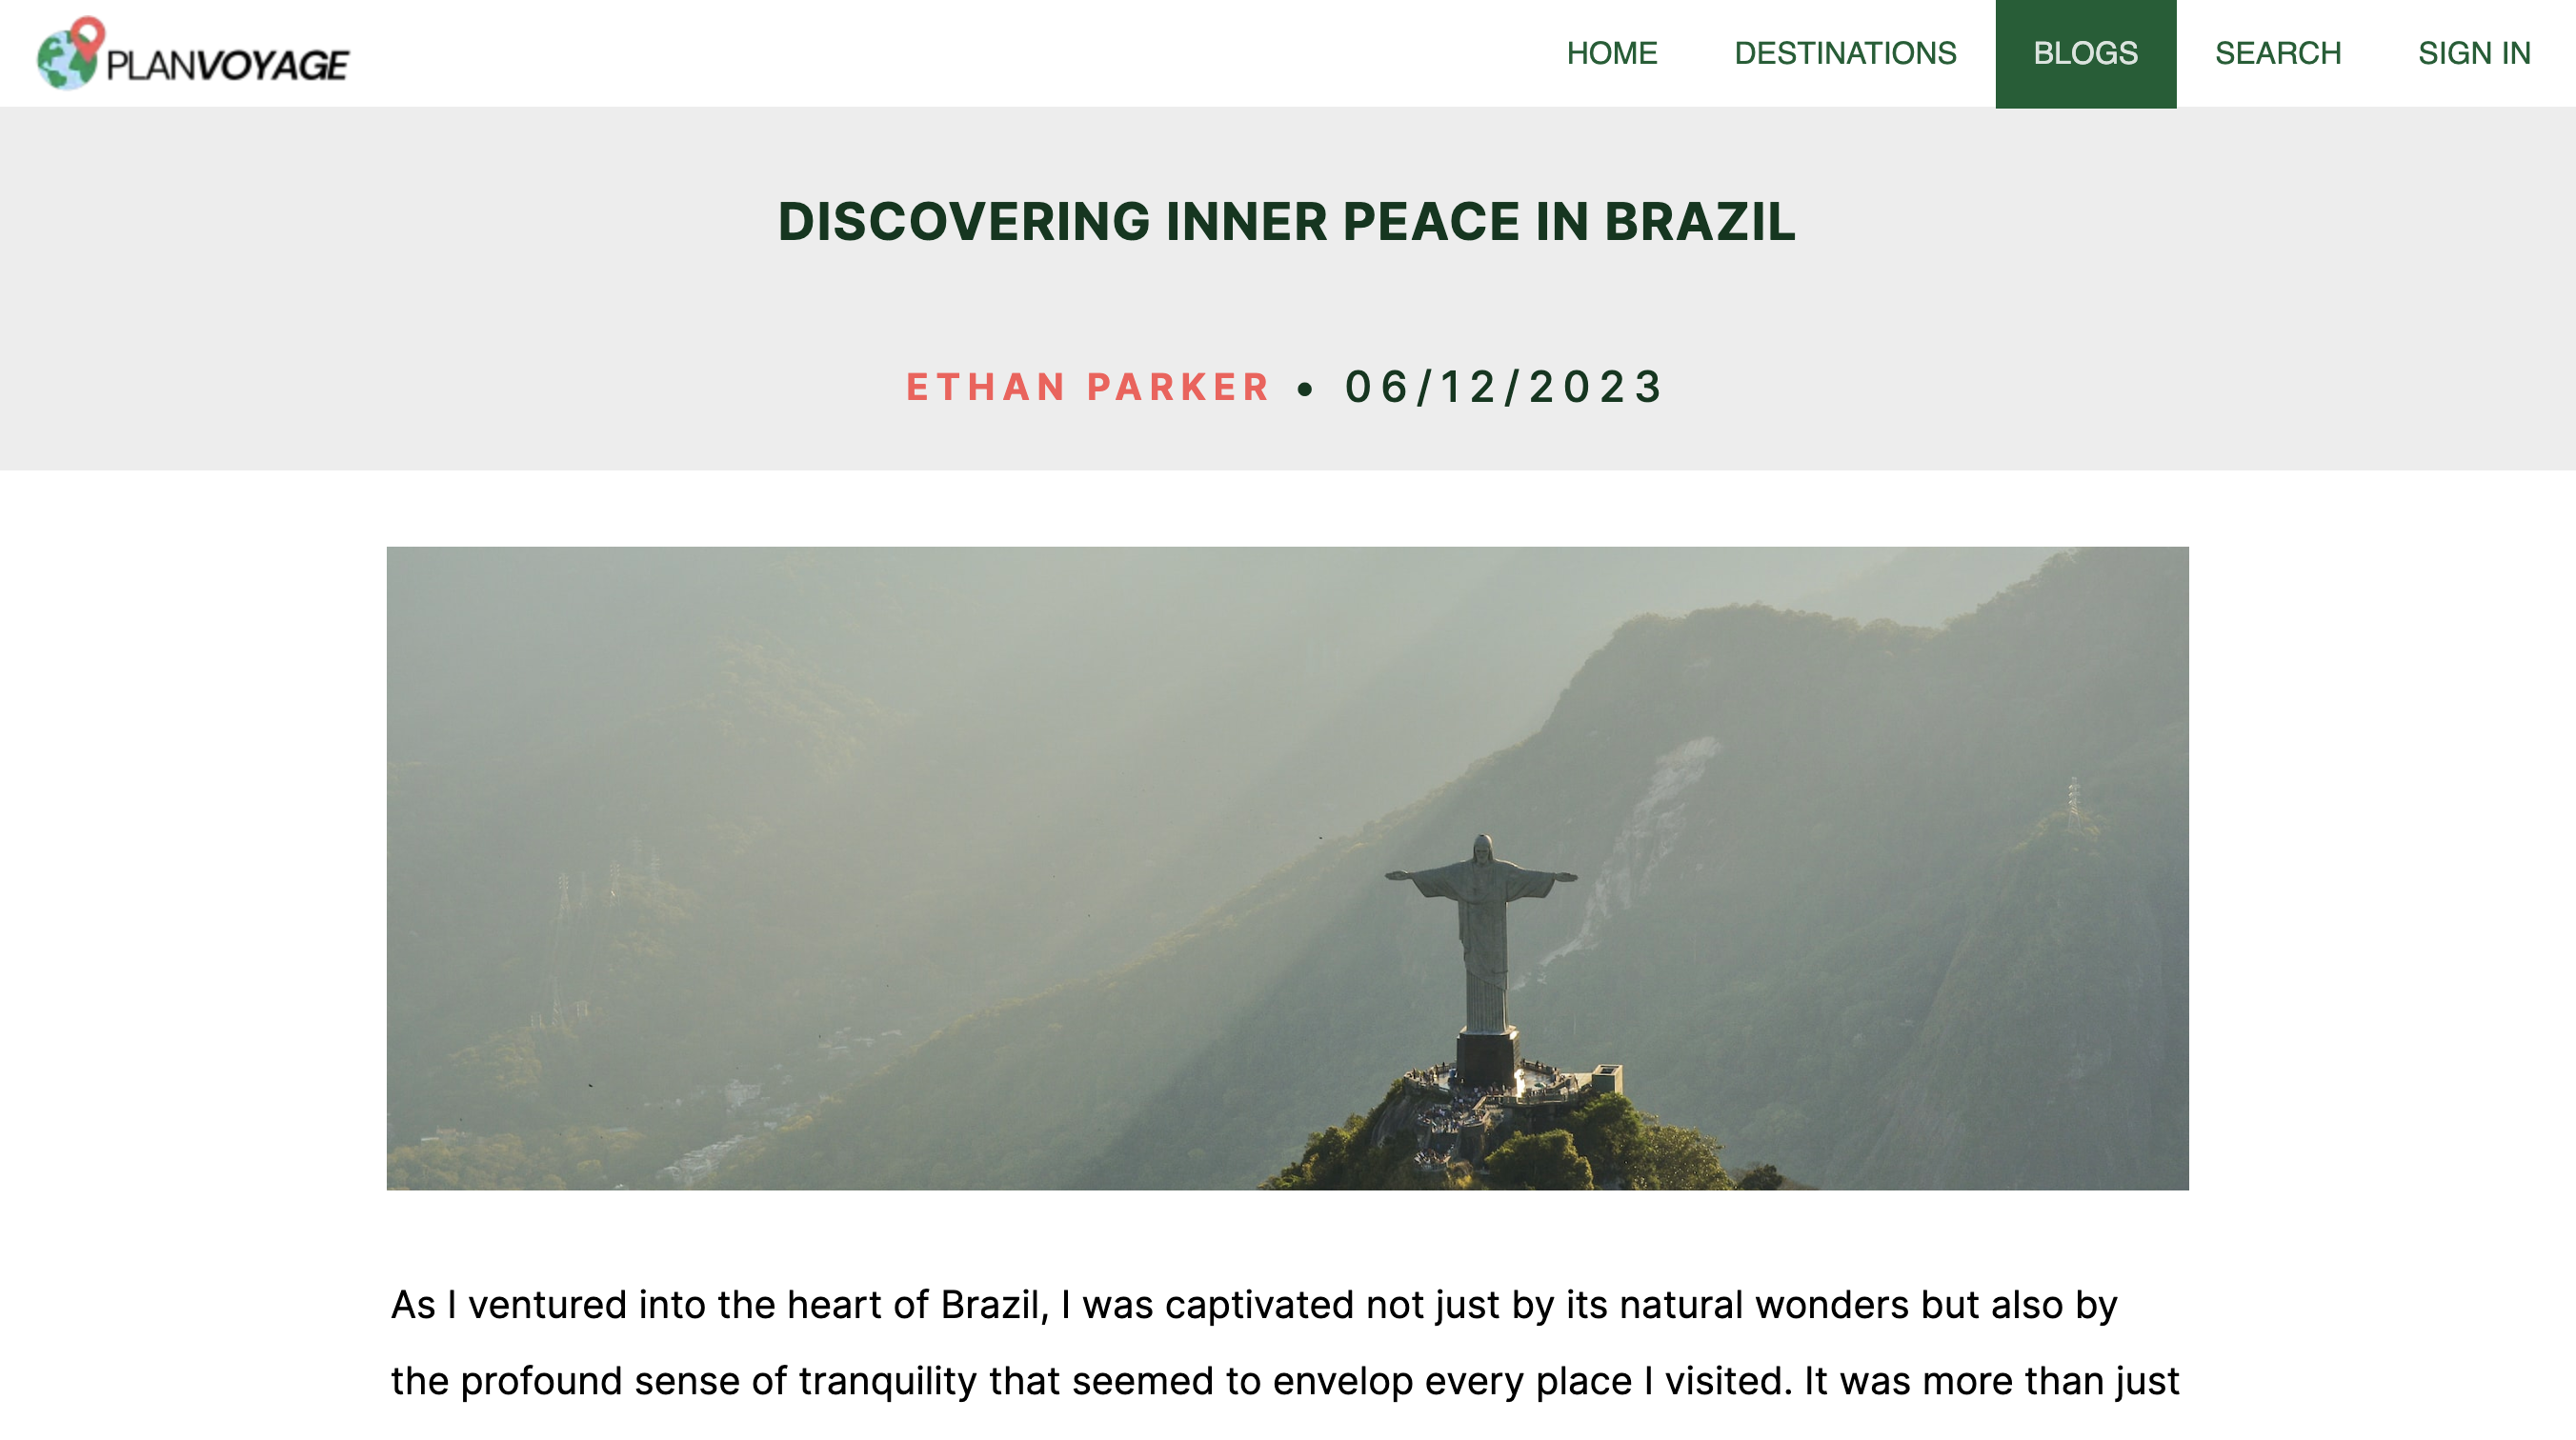 PLANVOYAGE
HOME DESTINATIONS BLOGS SEARCH SIGN IN
DISCOVERING INNER PEACE IN BRAZIL
ETHAN PARKER • 06/12/2023
As I ventured into the heart of Brazil, I was captivated not just by its natural wonders but also by
the profound sense of tranquility that seemed to envelop every place I visited. It was more than just